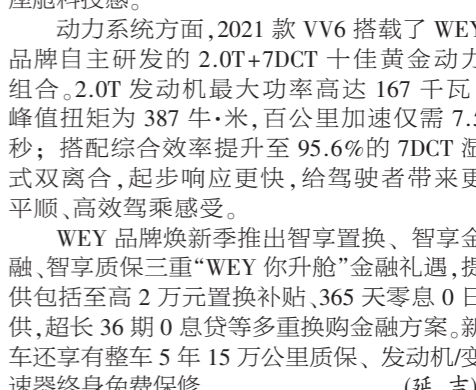 座舱科技感。
动力系统方面,2021 款 VV6 搭载了 WEY
品牌自主研发的 2.0T+7DCT 十佳黄金动力
组合。2.0T 发动机最大功率高达 167 千瓦
峰值扭矩为 387 牛·米,百公里加速仅需 7.5
秒; 搭配综合效率提升至 95.6%的 7DCT 湿
式双离合,起步响应更快,给驾驶者带来更
平顺、高效驾乘感受。
WEY 品牌焕新季推出智享置换、智享金
融、智享质保三重“WEY 你升舱”金融礼遇,提
供包括至高 2 万元置换补贴、365 天零息 0 日
供,超长 36 期 0 息贷等多重换购金融方案。新
车还享有整车 5 年 15 万公里质保、发动机/变
速器终身免费保修 (延 吉)